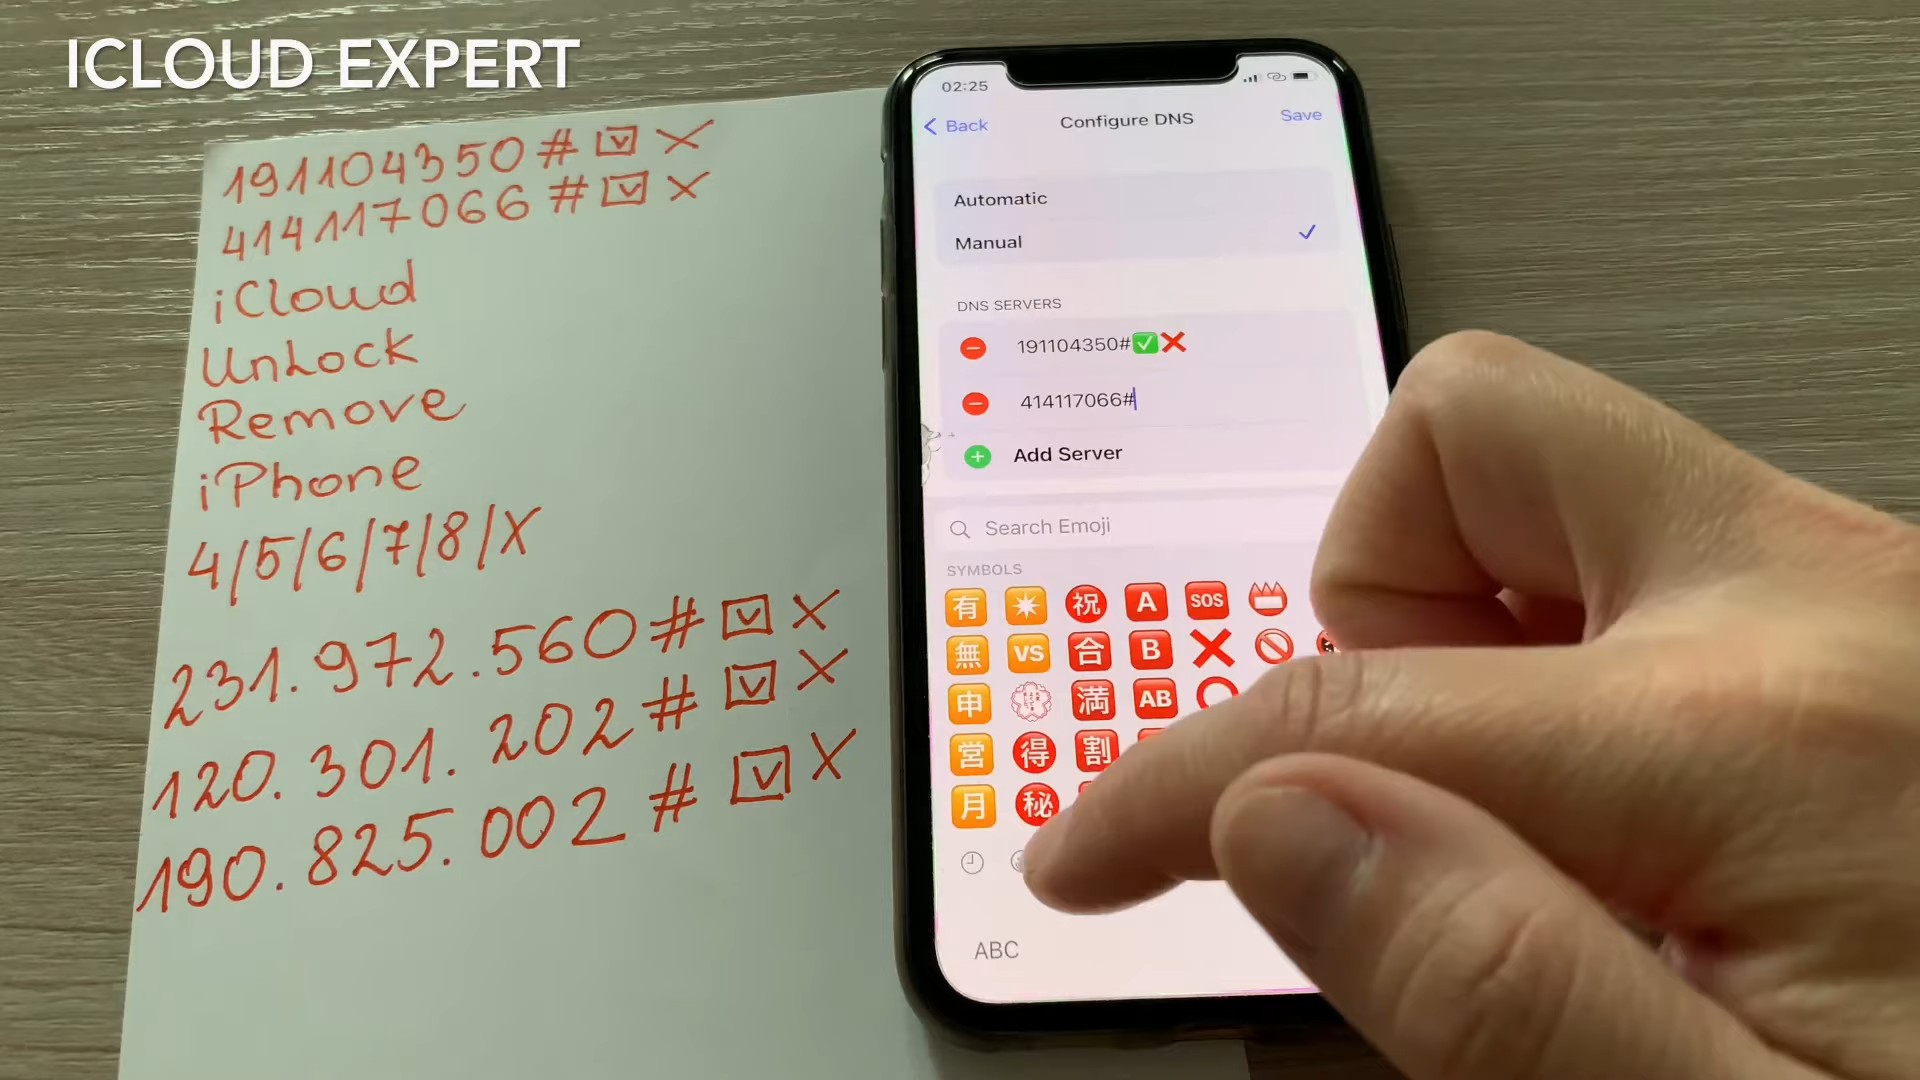 ICLOUD EXPERT
191104350#☑X
414117066#☑X
iCloud
UnLock
Remove
iPhone
4/5/6/7/8/X
231.972.560#☑X
120.301.202#☑X
190.825.002#☑X
02:25
Back
Configure DNS
Save
Automatic
Manual
DNS SERVERS
191104350#✅❌
414117066#
Add Server
Search Emoji
SYMBOLS
有 祝 A SOS
無 VS 合 B
申 満 AB
営 得 割
月 秘
ABC